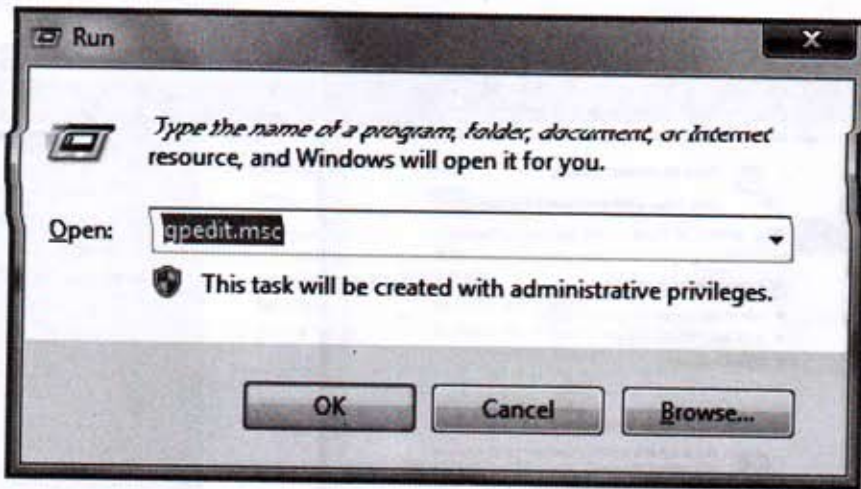 Run
Type the name of a program, folder, document, or Internet
resource, and Windows will open it for you.
Open:
gpedit.msc
This task will be created with administrative privileges.
OK
Cancel
Browse...